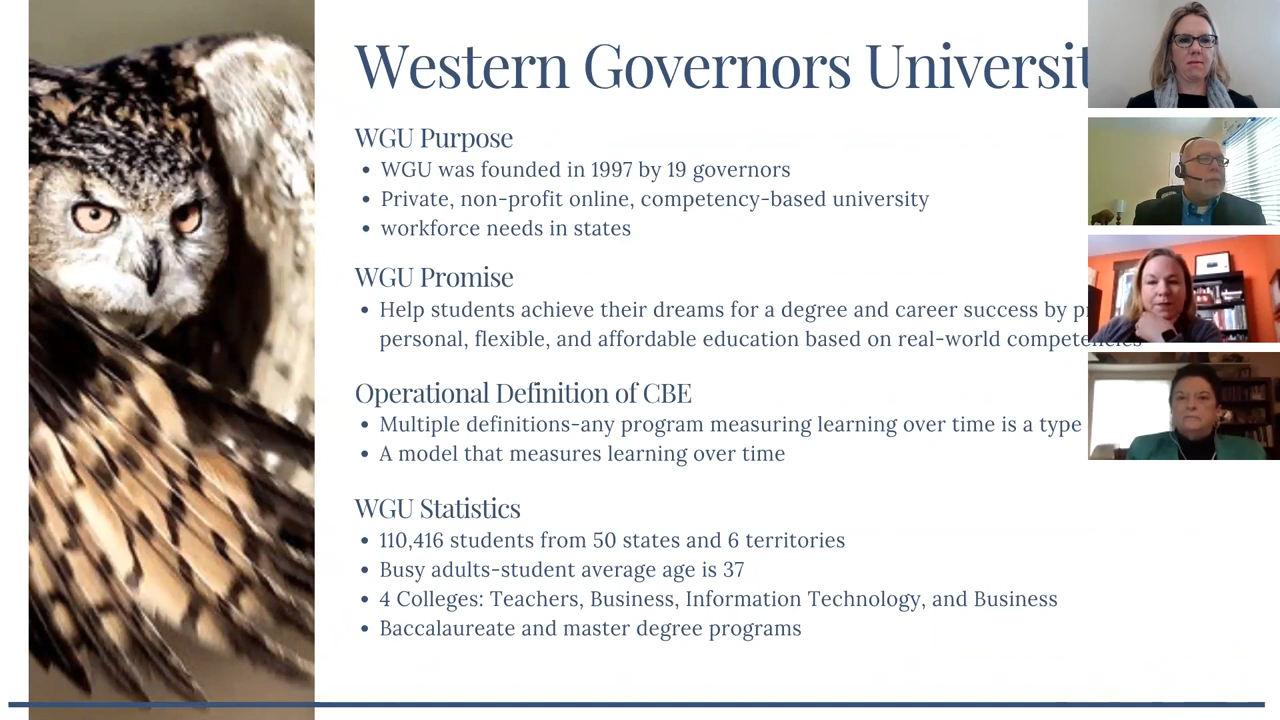 Western Governors Universit
WGU Purpose
• WGU was founded in 1997 by 19 governors
• Private, non-profit online, competency-based university
• workforce needs in states
WGU Promise
• Help students achieve their dreams for a degree and career success by
personal, flexible, and affordable education based on real-world competencies
Operational Definition of CBE
• Multiple definitions-any program measuring learning over time is a type
• A model that measures learning over time
WGU Statistics
• 110,416 students from 50 states and 6 territories
• Busy adults-student average age is 37
• 4 Colleges: Teachers, Business, Information Technology, and Business
• Baccalaureate and master degree programs